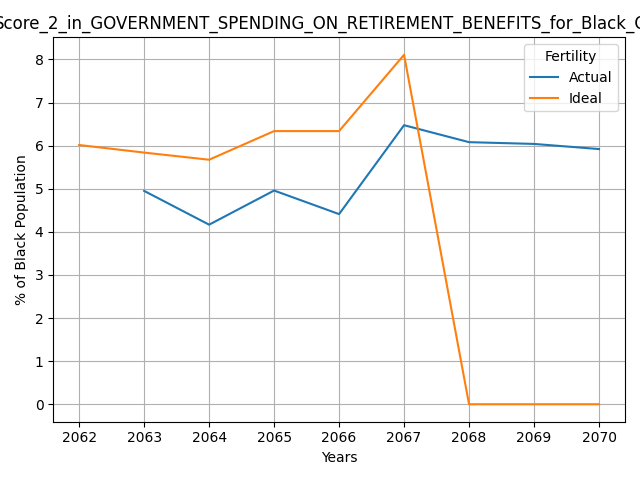 Score_2_in_GOVERNMENT_SPENDING_ON_RETIREMENT_BENEFITS_for_Black_
Fertility
Actual
Ideal
% of Black Population
8
7
6
5
4
3
2
1
0
2062 2063 2064 2065 2066 2067 2068 2069 2070
Years